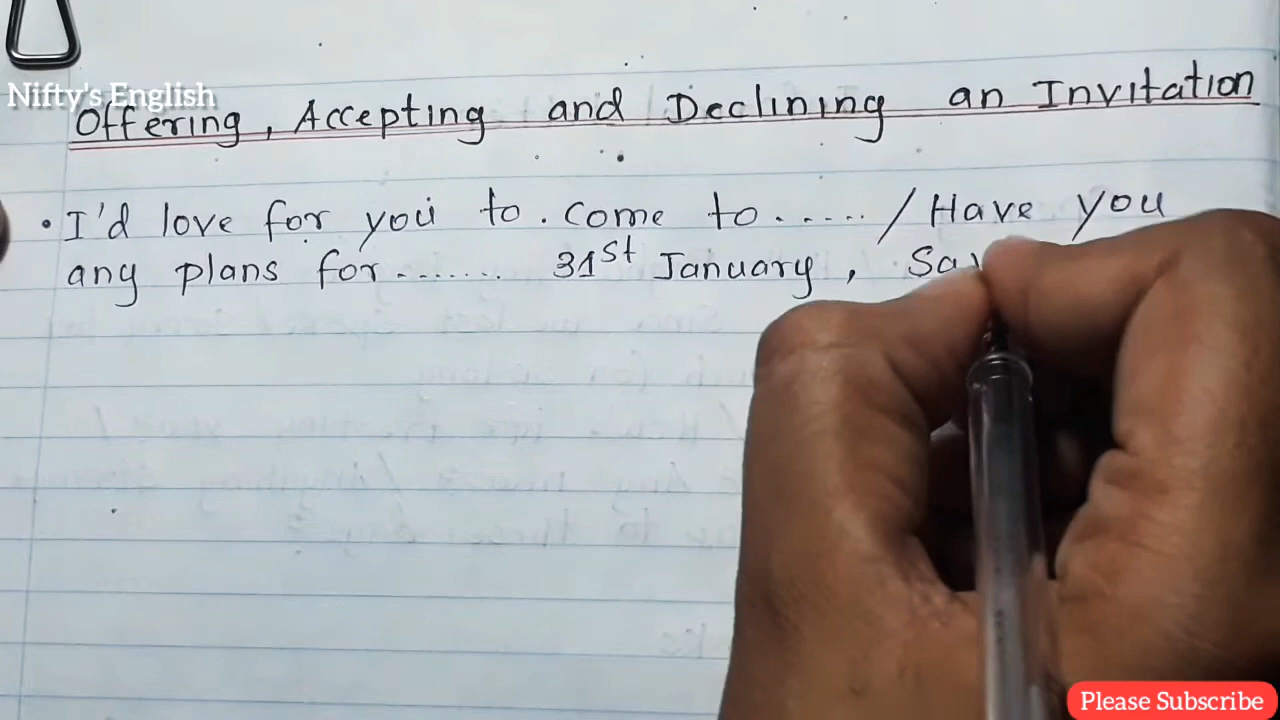 Nifty's English
Offering, Accepting and Declining an Invitation
• I'd love for you to. come to...... / Have you
any plans for....... 31st January,
Please Subscribe